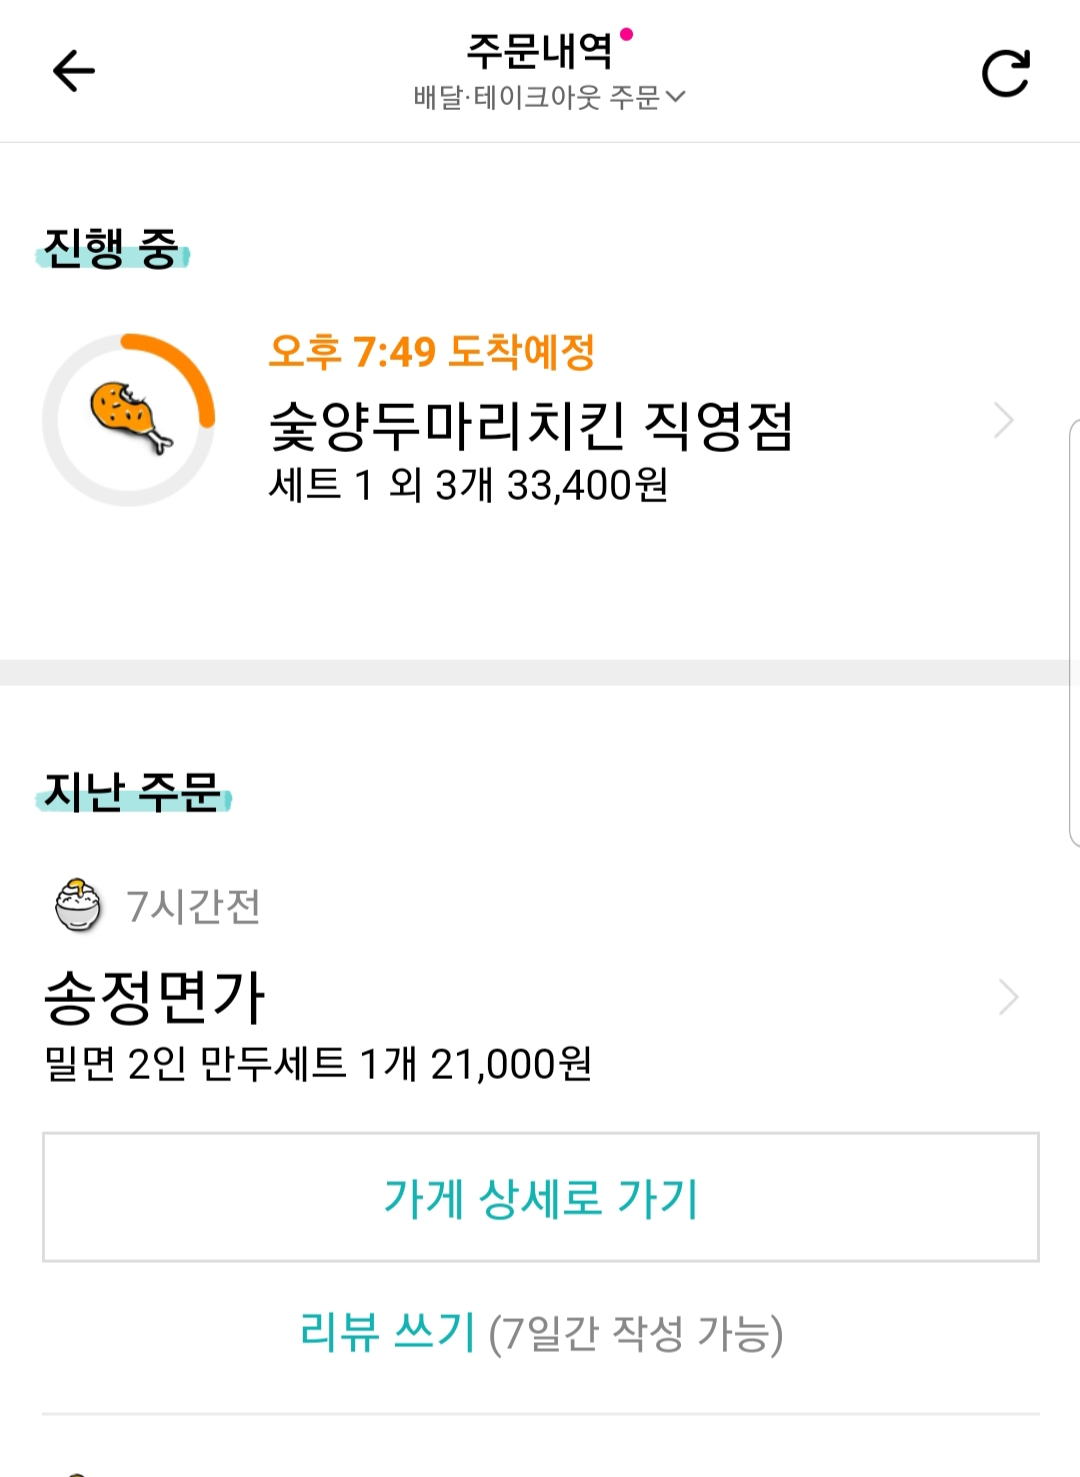 주문내역
배달·테이크아웃 주문
진행 중
오후 7:49 도착예정
숯양두마리치킨 직영점
세트 1 외 3개 33,400원
지난 주문
7시간전
송정면가
밀면 2인 만두세트 1개 21,000원
가게 상세로 가기
리뷰 쓰기 (7일간 작성 가능)